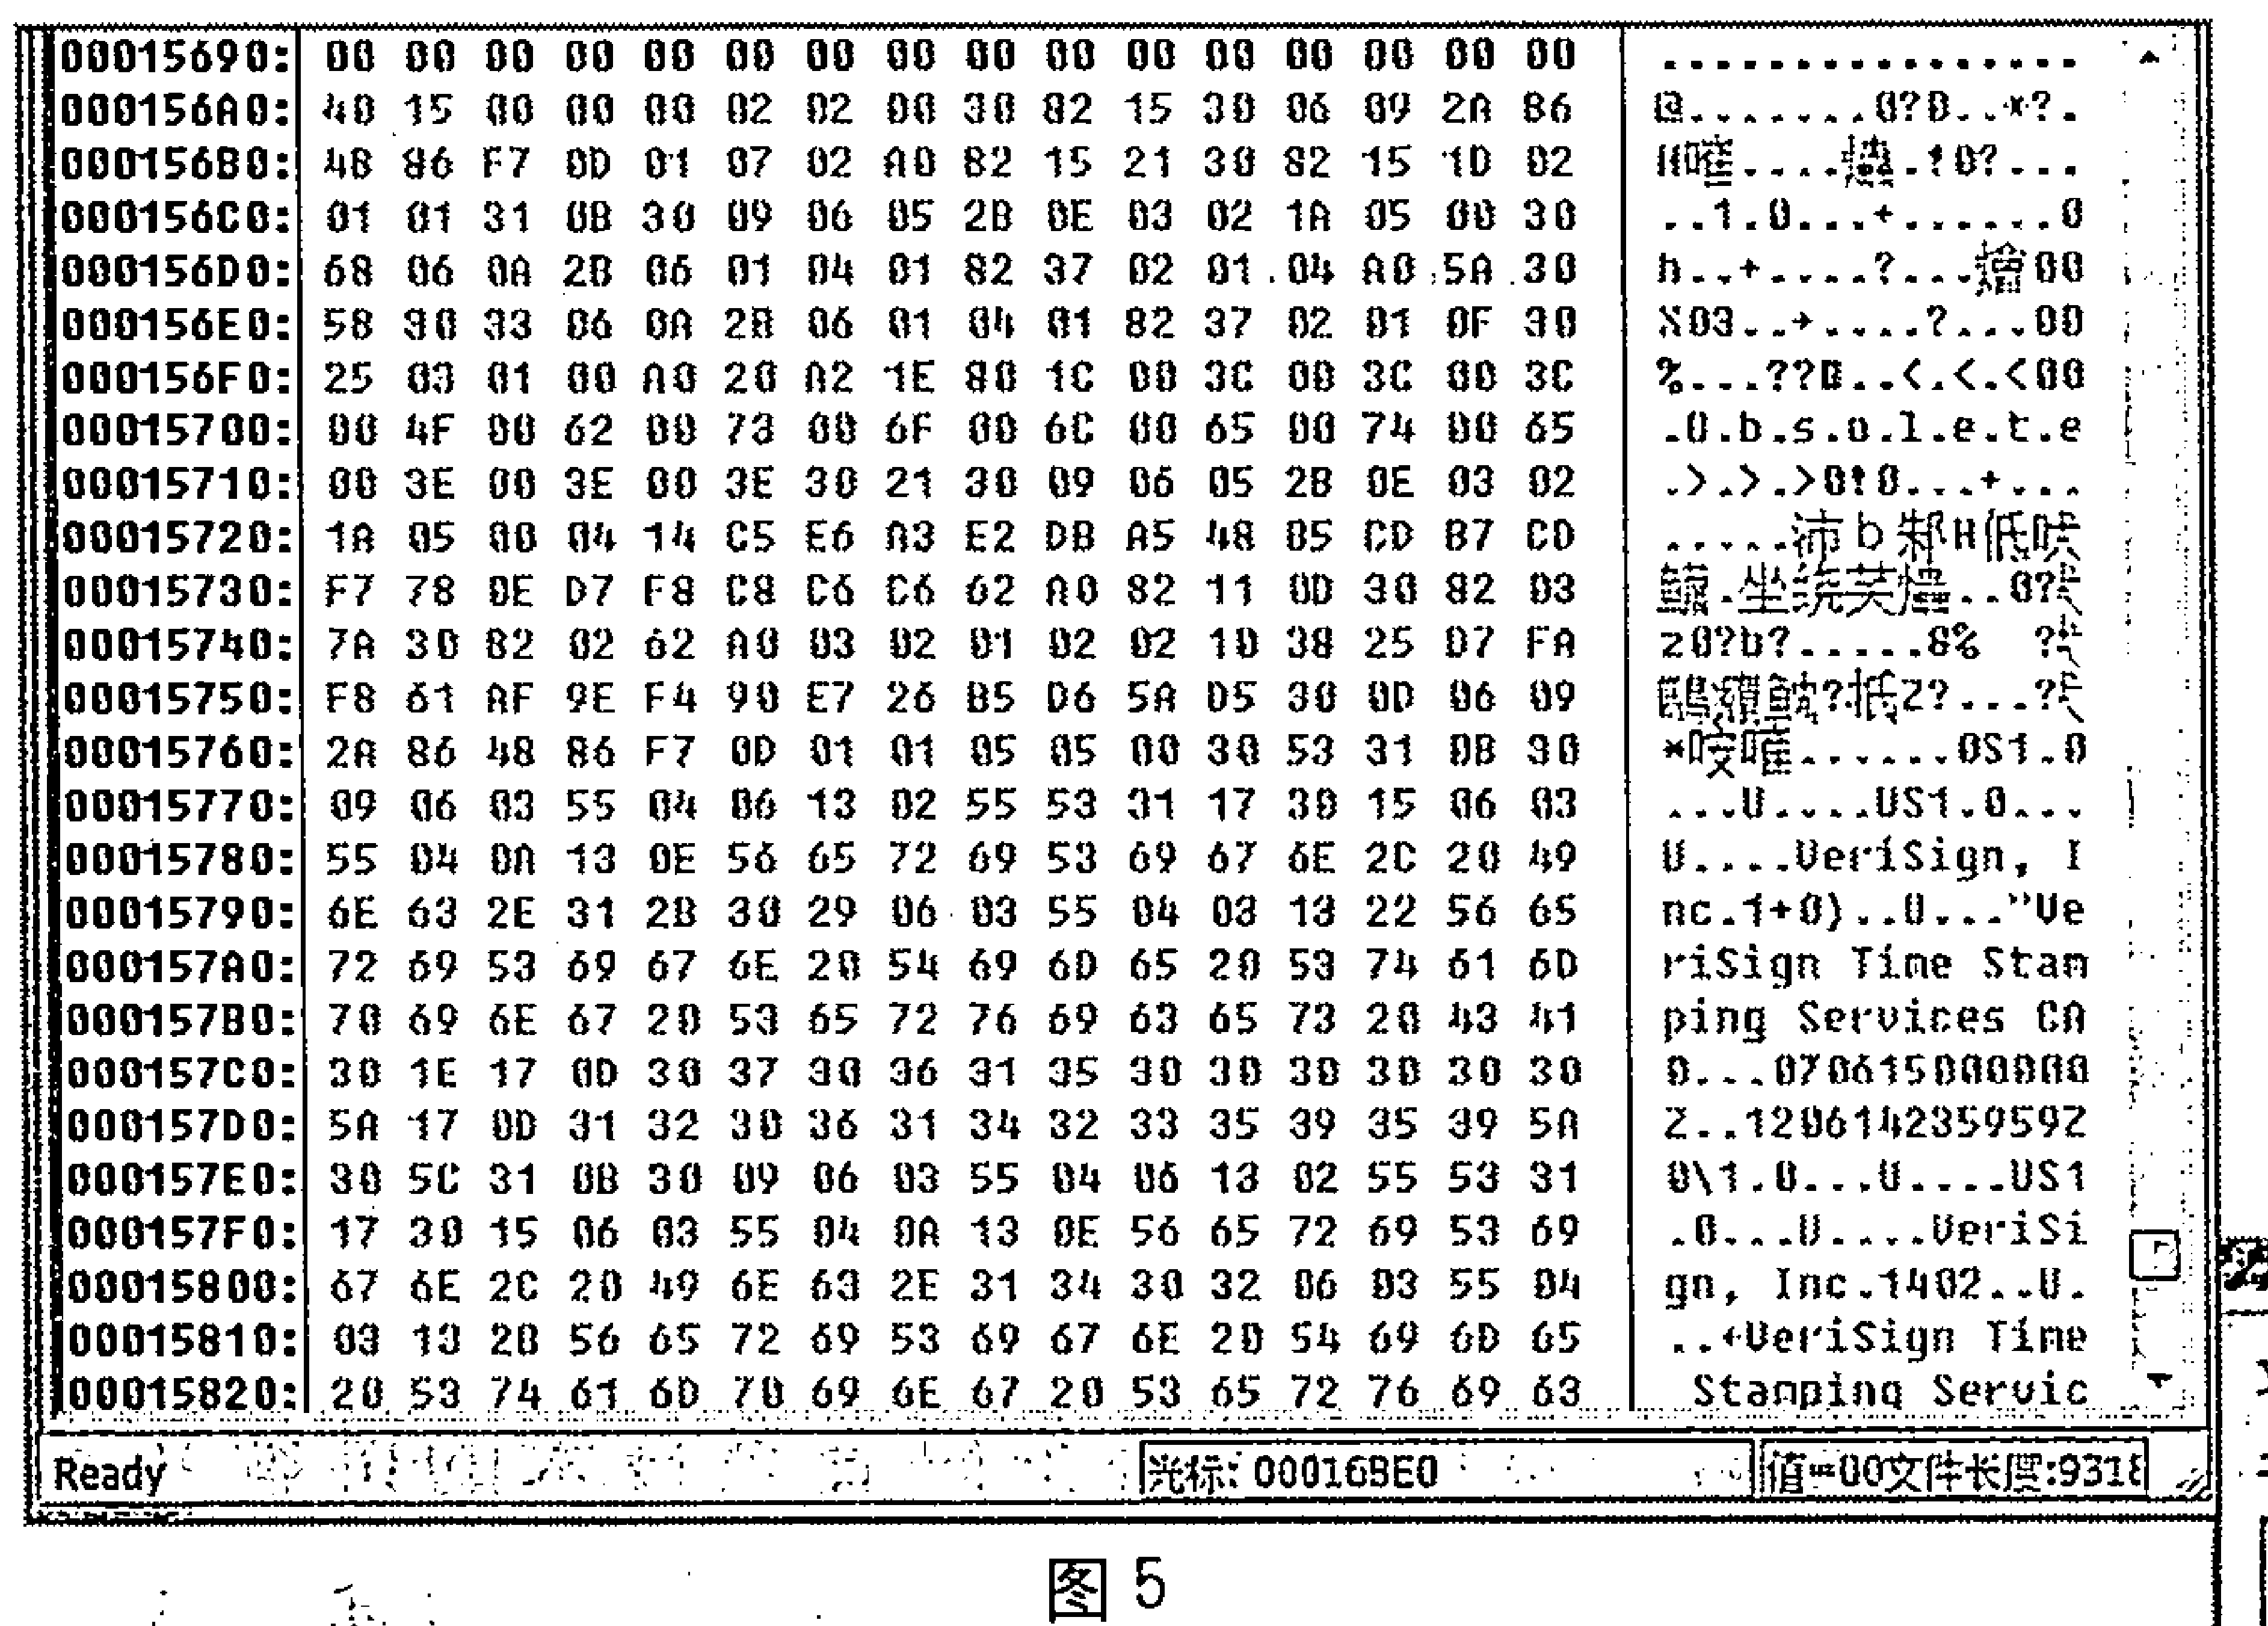 00015690: 00 00 00 00 00 00 00 00 00 00 00 00 00 00 00 00 ................
000156A0: 40 15 00 00 00 02 02 00 30 82 15 30 06 09 2A 86 @.......0?0..*?.
000156B0: 48 86 F7 0D 01 07 02 A0 82 15 21 30 82 15 1D 02
000156C0: 01 01 31 0B 30 09 06 05 2B 0E 03 02 1A 05 00 30 ..1.0...+......0
000156D0: 68 06 0A 2B 06 01 04 01 82 37 02 01 04 A0 5A 30 h..+....?...
000156E0: 58 30 33 06 0A 2B 06 01 04 01 82 37 02 01 0F 30 X03..+....?...00
000156F0: 25 03 01 00 A0 20 A2 1E 80 1C 00 3C 00 3C 00 3C %...??0..<.<.<00
00015700: 00 4F 00 62 00 73 00 6F 00 6C 00 65 00 74 00 65 .O.b.s.o.l.e.t.e
00015710: 00 3E 00 3E 00 3E 30 21 30 09 06 05 2B 0E 03 02 .>.>.>0!0...+...
00015720: 1A 05 00 04 14 C5 E6 A3 E2 DB A5 48 05 CD B7 CD
00015730: F7 78 0E D7 F8 C8 C6 C6 62 A0 82 11 0D 30 82 03
00015740: 7A 30 82 02 62 A0 03 02 01 02 02 10 38 25 D7 FA z0?b?.....8%
00015750: F8 61 AF 9E F4 90 E7 26 B5 D6 5A D5 30 0D 06 09
00015760: 2A 86 48 86 F7 0D 01 01 05 05 00 30 53 31 0B 30 *咹嗺......0S1.0
00015770: 09 06 03 55 04 06 13 02 55 53 31 17 30 15 06 03 ...U....US1.0...
00015780: 55 04 0A 13 0E 56 65 72 69 53 69 67 6E 2C 20 49 U....VeriSign, I
00015790: 6E 63 2E 31 2B 30 29 06 03 55 04 03 13 22 56 65 nc.1+0)..U..."Ve
000157A0: 72 69 53 69 67 6E 20 54 69 6D 65 20 53 74 61 6D riSign Time Stam
000157B0: 70 69 6E 67 20 53 65 72 76 69 63 65 73 20 43 41 ping Services CA
000157C0: 30 1E 17 0D 30 37 30 36 31 35 30 30 30 30 30 30 0...070615000000
000157D0: 5A 17 0D 31 32 30 36 31 34 32 33 35 39 35 39 5A Z..120614235959Z
000157E0: 30 5C 31 0B 30 09 06 03 55 04 06 13 02 55 53 31 0\1.0...U....US1
000157F0: 17 30 15 06 03 55 04 0A 13 0E 56 65 72 69 53 69 .0...U....VeriSi
00015800: 67 6E 2C 20 49 6E 63 2E 31 34 30 32 06 03 55 04 gn, Inc.1402..U.
00015810: 03 13 2B 56 65 72 69 53 69 67 6E 20 54 69 6D 65 ..+VeriSign Time
00015820: 20 53 74 61 6D 70 69 6E 67 20 53 65 72 76 69 63 Stamping Servic
Ready 光标: 00016BE0 值=00文件长度:9318
图 5